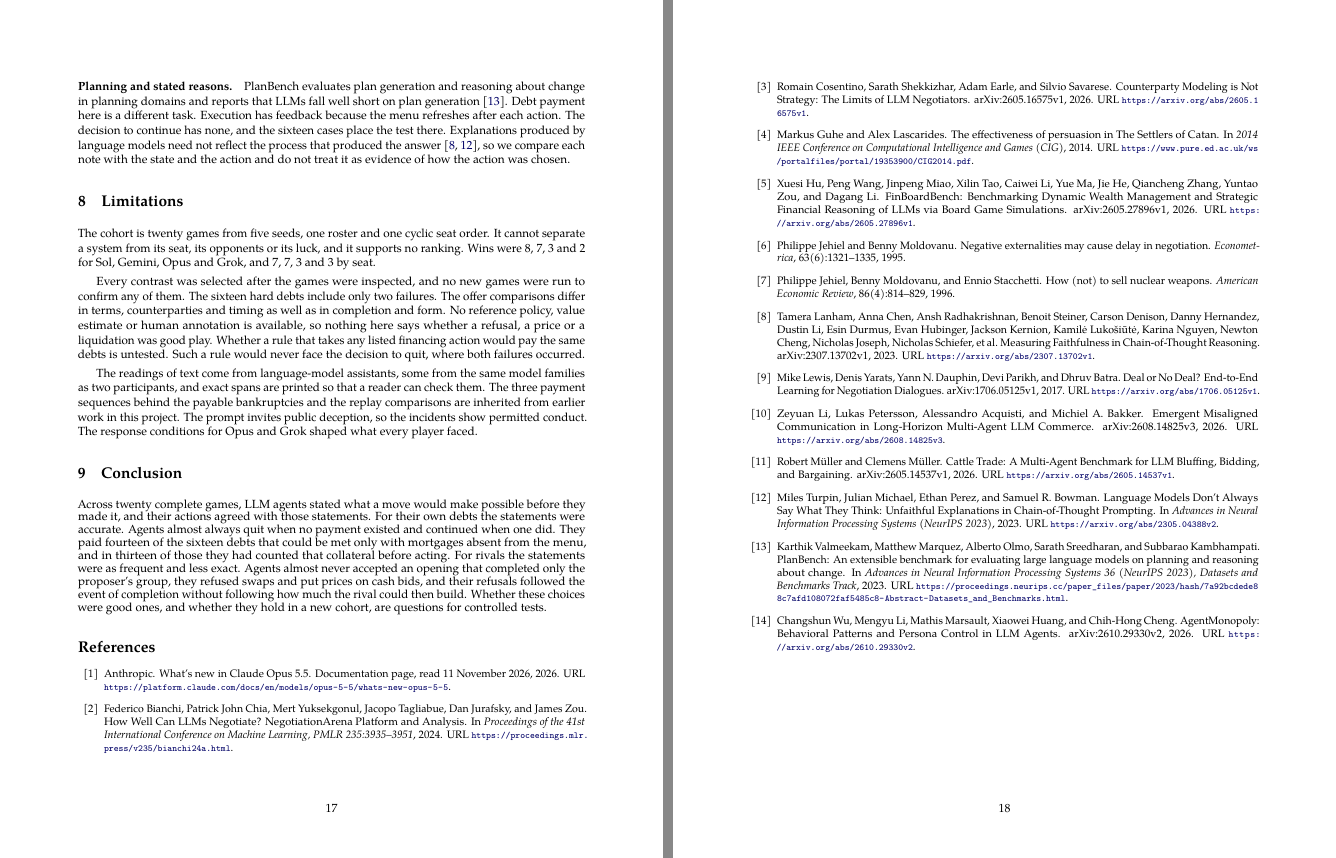 Planning and stated reasons. PlanBench evaluates plan generation and reasoning about change
in planning domains and reports that LLMs fall well short on plan generation [13]. Debt payment
here is a different task. Execution has feedback because the menu refreshes after each action. The
decision to continue has none, and the sixteen cases place the test there. Explanations produced by
language models need not reflect the process that produced the answer [8, 12], so we compare each
note with the state and the action and do not treat it as evidence of how the action was chosen.
8 Limitations
The cohort is twenty games from five seeds, one roster and one cyclic seat order. It cannot separate
a system from its seat, its opponents or its luck, and it supports no ranking. Wins were 8, 7, 3 and 2
for Sol, Gemini, Opus and Grok, and 7, 7, 3 and 3 by seat.
Every contrast was selected after the games were inspected, and no new games were run to
confirm any of them. The sixteen hard debts include only two failures. The offer comparisons differ
in terms, counterparties and timing as well as in completion and form. No reference policy, value
estimate or human annotation is available, so nothing here says whether a refusal, a price or a
liquidation was good play. Whether a rule that takes any listed financing action would pay the same
debts is untested. Such a rule would never face the decision to quit, where both failures occurred.
The readings of text come from language-model assistants, some from the same model families
as two participants, and exact spans are printed so that a reader can check them. The three payment
sequences behind the payable bankruptcies and the replay comparisons are inherited from earlier
work in this project. The prompt invites public deception, so the incidents show permitted conduct.
The response conditions for Opus and Grok shaped what every player faced.
9 Conclusion
Across twenty complete games, LLM agents stated what a move would make possible before they
made it, and their actions agreed with those statements. For their own debts the statements were
accurate. Agents almost always quit when no payment existed and continued when one did. They
paid fourteen of the sixteen debts that could be met only with mortgages absent from the menu,
and in thirteen of those they had counted that collateral before acting. For rivals the statements
were as frequent and less exact. Agents almost never accepted an opening that completed only the
proposer's group, they refused swaps and put prices on cash bids, and their refusals followed the
event of completion without following how much the rival could then build. Whether these choices
were good ones, and whether they hold in a new cohort, are questions for controlled tests.
References
[1] Anthropic. What's new in Claude Opus 5.5. Documentation page, read 11 November 2026, 2026. URL
https://platform.claude.com/docs/en/models/opus-5-5/whats-new-opus-5-5.
[2] Federico Bianchi, Patrick John Chia, Mert Yuksekgonul, Jacopo Tagliabue, Dan Jurafsky, and James Zou.
How Well Can LLMs Negotiate? NegotiationArena Platform and Analysis. In Proceedings of the 41st
International Conference on Machine Learning, PMLR 235:3935–3951, 2024. URL https://proceedings.mlr.
press/v235/bianchi24a.html.
17
[3] Romain Cosentino, Sarath Shekkizhar, Adam Earle, and Silvio Savarese. Counterparty Modeling is Not
Strategy: The Limits of LLM Negotiators. arXiv:2605.16575v1, 2026. URL https://arxiv.org/abs/2605.1
6575v1.
[4] Markus Guhe and Alex Lascarides. The effectiveness of persuasion in The Settlers of Catan. In 2014
IEEE Conference on Computational Intelligence and Games (CIG), 2014. URL https://www.pure.ed.ac.uk/ws
/portalfiles/portal/19353900/CIG2014.pdf.
[5] Xuesi Hu, Peng Wang, Jinpeng Miao, Xilin Tao, Caiwei Li, Yue Ma, Jie He, Qiancheng Zhang, Yuntao
Zou, and Dagang Li. FinBoardBench: Benchmarking Dynamic Wealth Management and Strategic
Financial Reasoning of LLMs via Board Game Simulations. arXiv:2605.27896v1, 2026. URL https:
//arxiv.org/abs/2605.27896v1.
[6] Philippe Jehiel and Benny Moldovanu. Negative externalities may cause delay in negotiation. Economet-
rica, 63(6):1321–1335, 1995.
[7] Philippe Jehiel, Benny Moldovanu, and Ennio Stacchetti. How (not) to sell nuclear weapons. American
Economic Review, 86(4):814–829, 1996.
[8] Tamera Lanham, Anna Chen, Ansh Radhakrishnan, Benoit Steiner, Carson Denison, Danny Hernandez,
Dustin Li, Esin Durmus, Evan Hubinger, Jackson Kernion, Kamilė Lukošiūtė, Karina Nguyen, Newton
Cheng, Nicholas Joseph, Nicholas Schiefer, et al. Measuring Faithfulness in Chain-of-Thought Reasoning.
arXiv:2307.13702v1, 2023. URL https://arxiv.org/abs/2307.13702v1.
[9] Mike Lewis, Denis Yarats, Yann N. Dauphin, Devi Parikh, and Dhruv Batra. Deal or No Deal? End-to-End
Learning for Negotiation Dialogues. arXiv:1706.05125v1, 2017. URL https://arxiv.org/abs/1706.05125v1.
[10] Zeyuan Li, Lukas Petersson, Alessandro Acquisti, and Michiel A. Bakker. Emergent Misaligned
Communication in Long-Horizon Multi-Agent LLM Commerce. arXiv:2608.14825v3, 2026. URL
https://arxiv.org/abs/2608.14825v3.
[11] Robert Müller and Clemens Müller. Cattle Trade: A Multi-Agent Benchmark for LLM Bluffing, Bidding,
and Bargaining. arXiv:2605.14537v1, 2026. URL https://arxiv.org/abs/2605.14537v1.
[12] Miles Turpin, Julian Michael, Ethan Perez, and Samuel R. Bowman. Language Models Don't Always
Say What They Think: Unfaithful Explanations in Chain-of-Thought Prompting. In Advances in Neural
Information Processing Systems (NeurIPS 2023), 2023. URL https://arxiv.org/abs/2305.04388v2.
[13] Karthik Valmeekam, Matthew Marquez, Alberto Olmo, Sarath Sreedharan, and Subbarao Kambhampati.
PlanBench: An extensible benchmark for evaluating large language models on planning and reasoning
about change. In Advances in Neural Information Processing Systems 36 (NeurIPS 2023), Datasets and
Benchmarks Track, 2023. URL https://proceedings.neurips.cc/paper_files/paper/2023/hash/7a92bcdede8
8c7afd108072faf5485c8-Abstract-Datasets_and_Benchmarks.html.
[14] Changshun Wu, Mengyu Li, Mathis Marsault, Xiaowei Huang, and Chih-Hong Cheng. AgentMonopoly:
Behavioral Patterns and Persona Control in LLM Agents. arXiv:2610.29330v2, 2026. URL https:
//arxiv.org/abs/2610.29330v2.
18